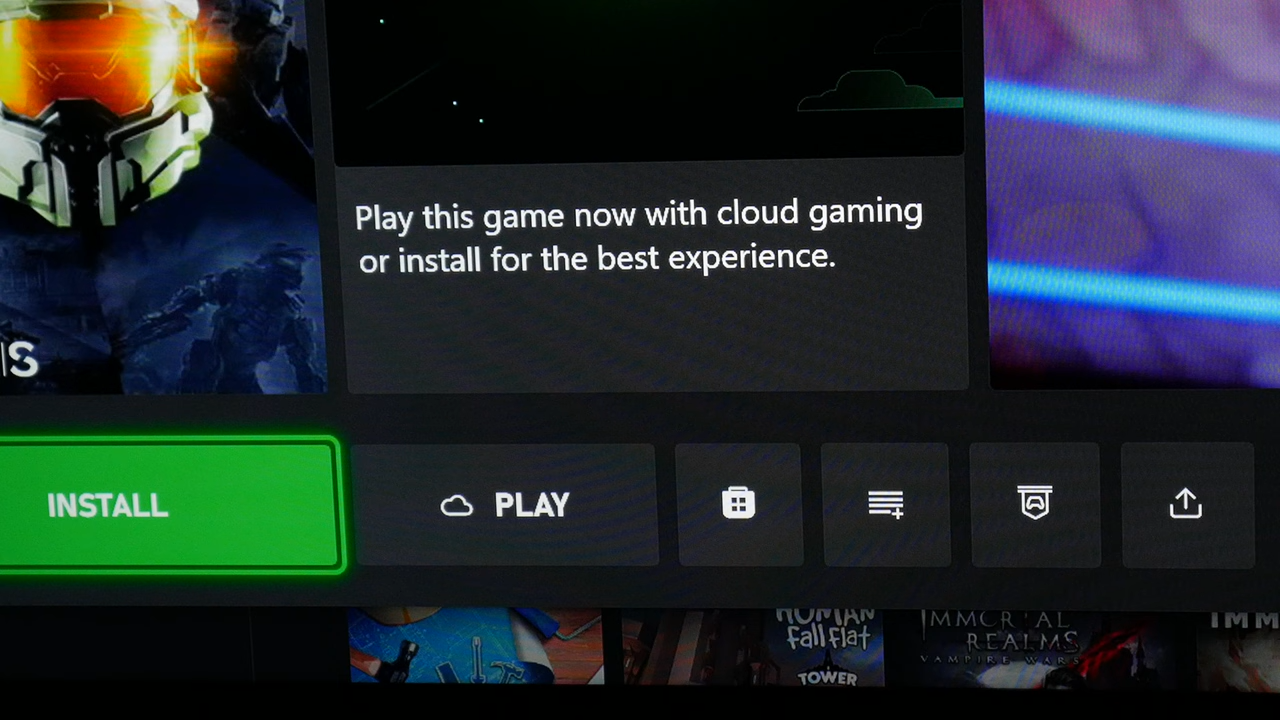 Play this game now with cloud gaming
or install for the best experience.
INSTALL
PLAY
HUMAN
fall flat
TOWER
IMMORTAL
REALMS
VAMPIRE WARS